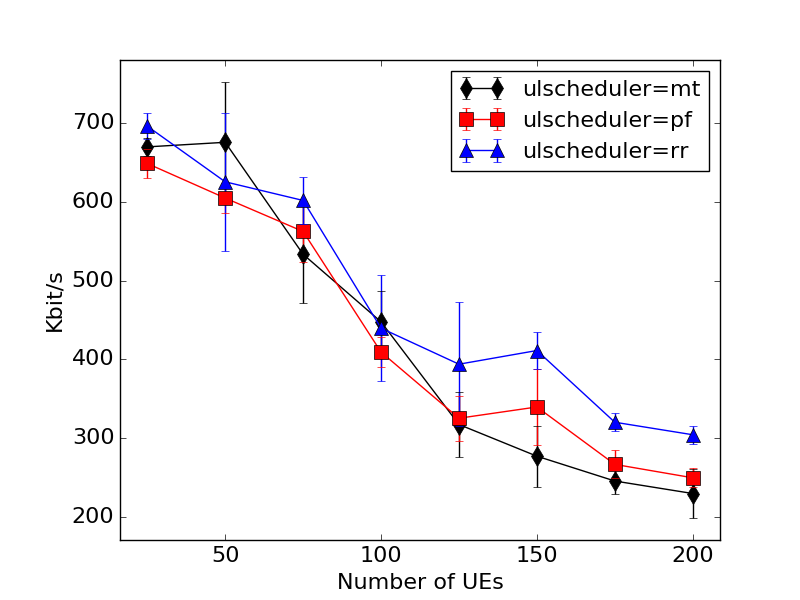 700
600
500
400
300
200
Kbit/s
ulscheduler=mt
ulscheduler=pf
ulscheduler=rr
50 100 150 200
Number of UEs